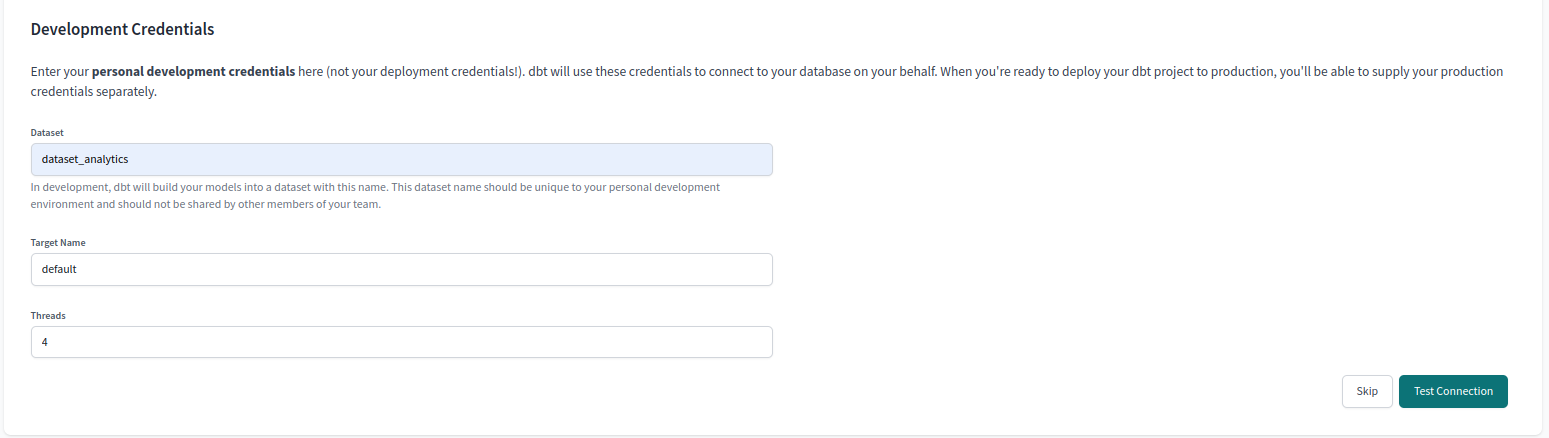 Development Credentials
Enter your personal development credentials here (not your deployment credentials!). dbt will use these credentials to connect to your database on your behalf. When you're ready to deploy your dbt project to production, you'll be able to supply your production
credentials separately.
Dataset
dataset_analytics
In development, dbt will build your models into a dataset with this name. This dataset name should be unique to your personal development
environment and should not be shared by other members of your team.
Target Name
default
Threads
4
Skip
Test Connection